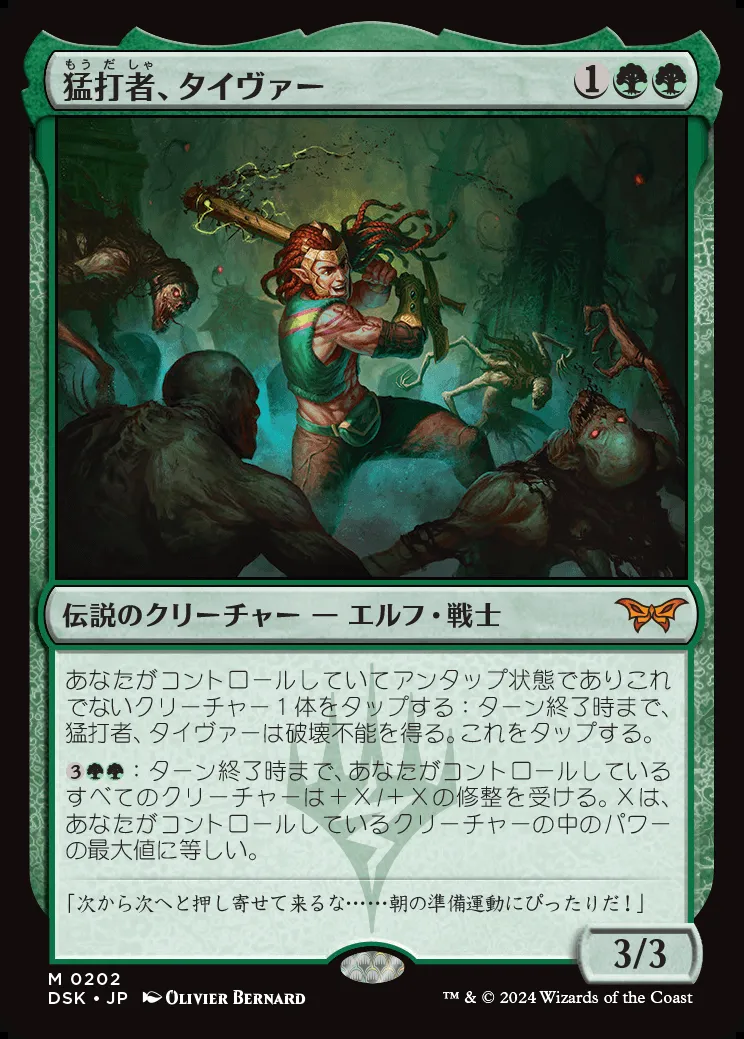 もうだしゃ
猛打者、タイヴァー
1
伝説のクリーチャー — エルフ・戦士
あなたがコントロールしていてアンタップ状態でありこれ
でないクリーチャー1体をタップする：ターン終了時まで、
猛打者、タイヴァーは破壊不能を得る。これをタップする。
3：ターン終了時まで、あなたがコントロールしている
すべてのクリーチャーは＋X/＋Xの修整を受ける。Xは、
あなたがコントロールしているクリーチャーの中のパワー
の最大値に等しい。
「次から次へと押し寄せて来るな……朝の準備運動にぴったりだ！」
3/3
M 0202
DSK • JP OLIVIER BERNARD
™ & © 2024 Wizards of the Coast